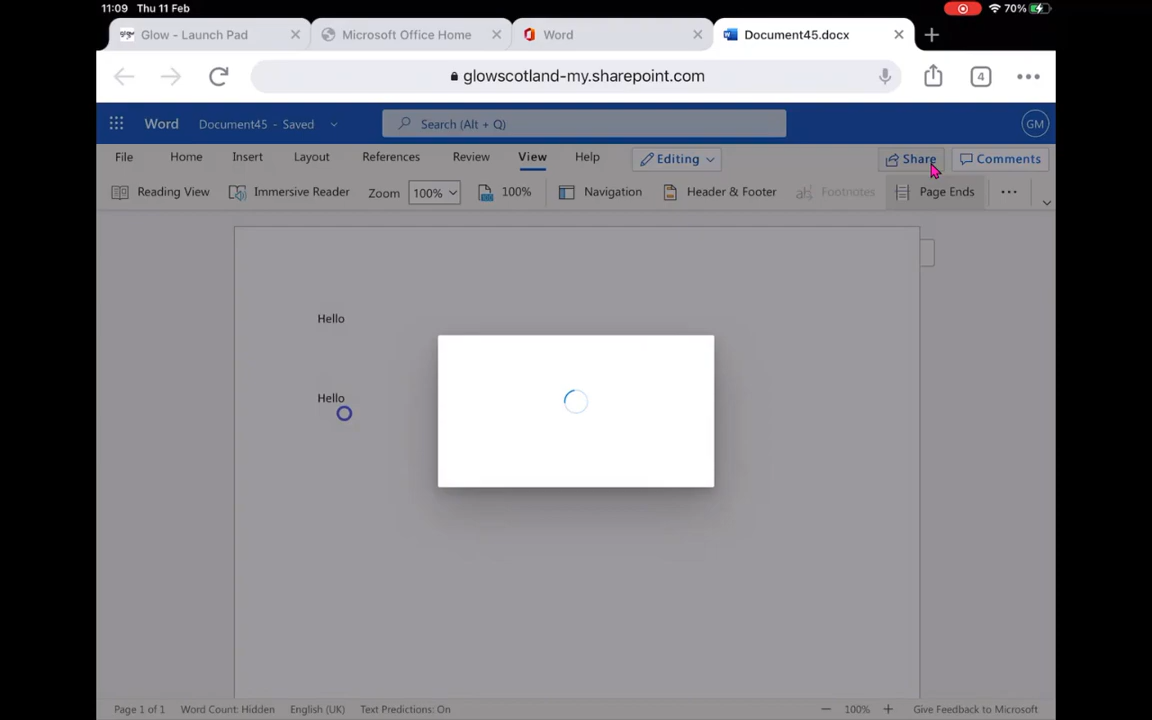 11:09 Thu 11 Feb 70%
Glow - Launch Pad Microsoft Office Home Word Document45.docx
glowscotland-my.sharepoint.com 4
Word Document45 - Saved Search (Alt + Q) GM
File Home Insert Layout References Review View Help Editing Share Comments
Reading View Immersive Reader Zoom 100% 100% Navigation Header & Footer Footnotes Page Ends
Hello
Hello
Page 1 of 1 Word Count: Hidden English (UK) Text Predictions: On 100% Give Feedback to Microsoft